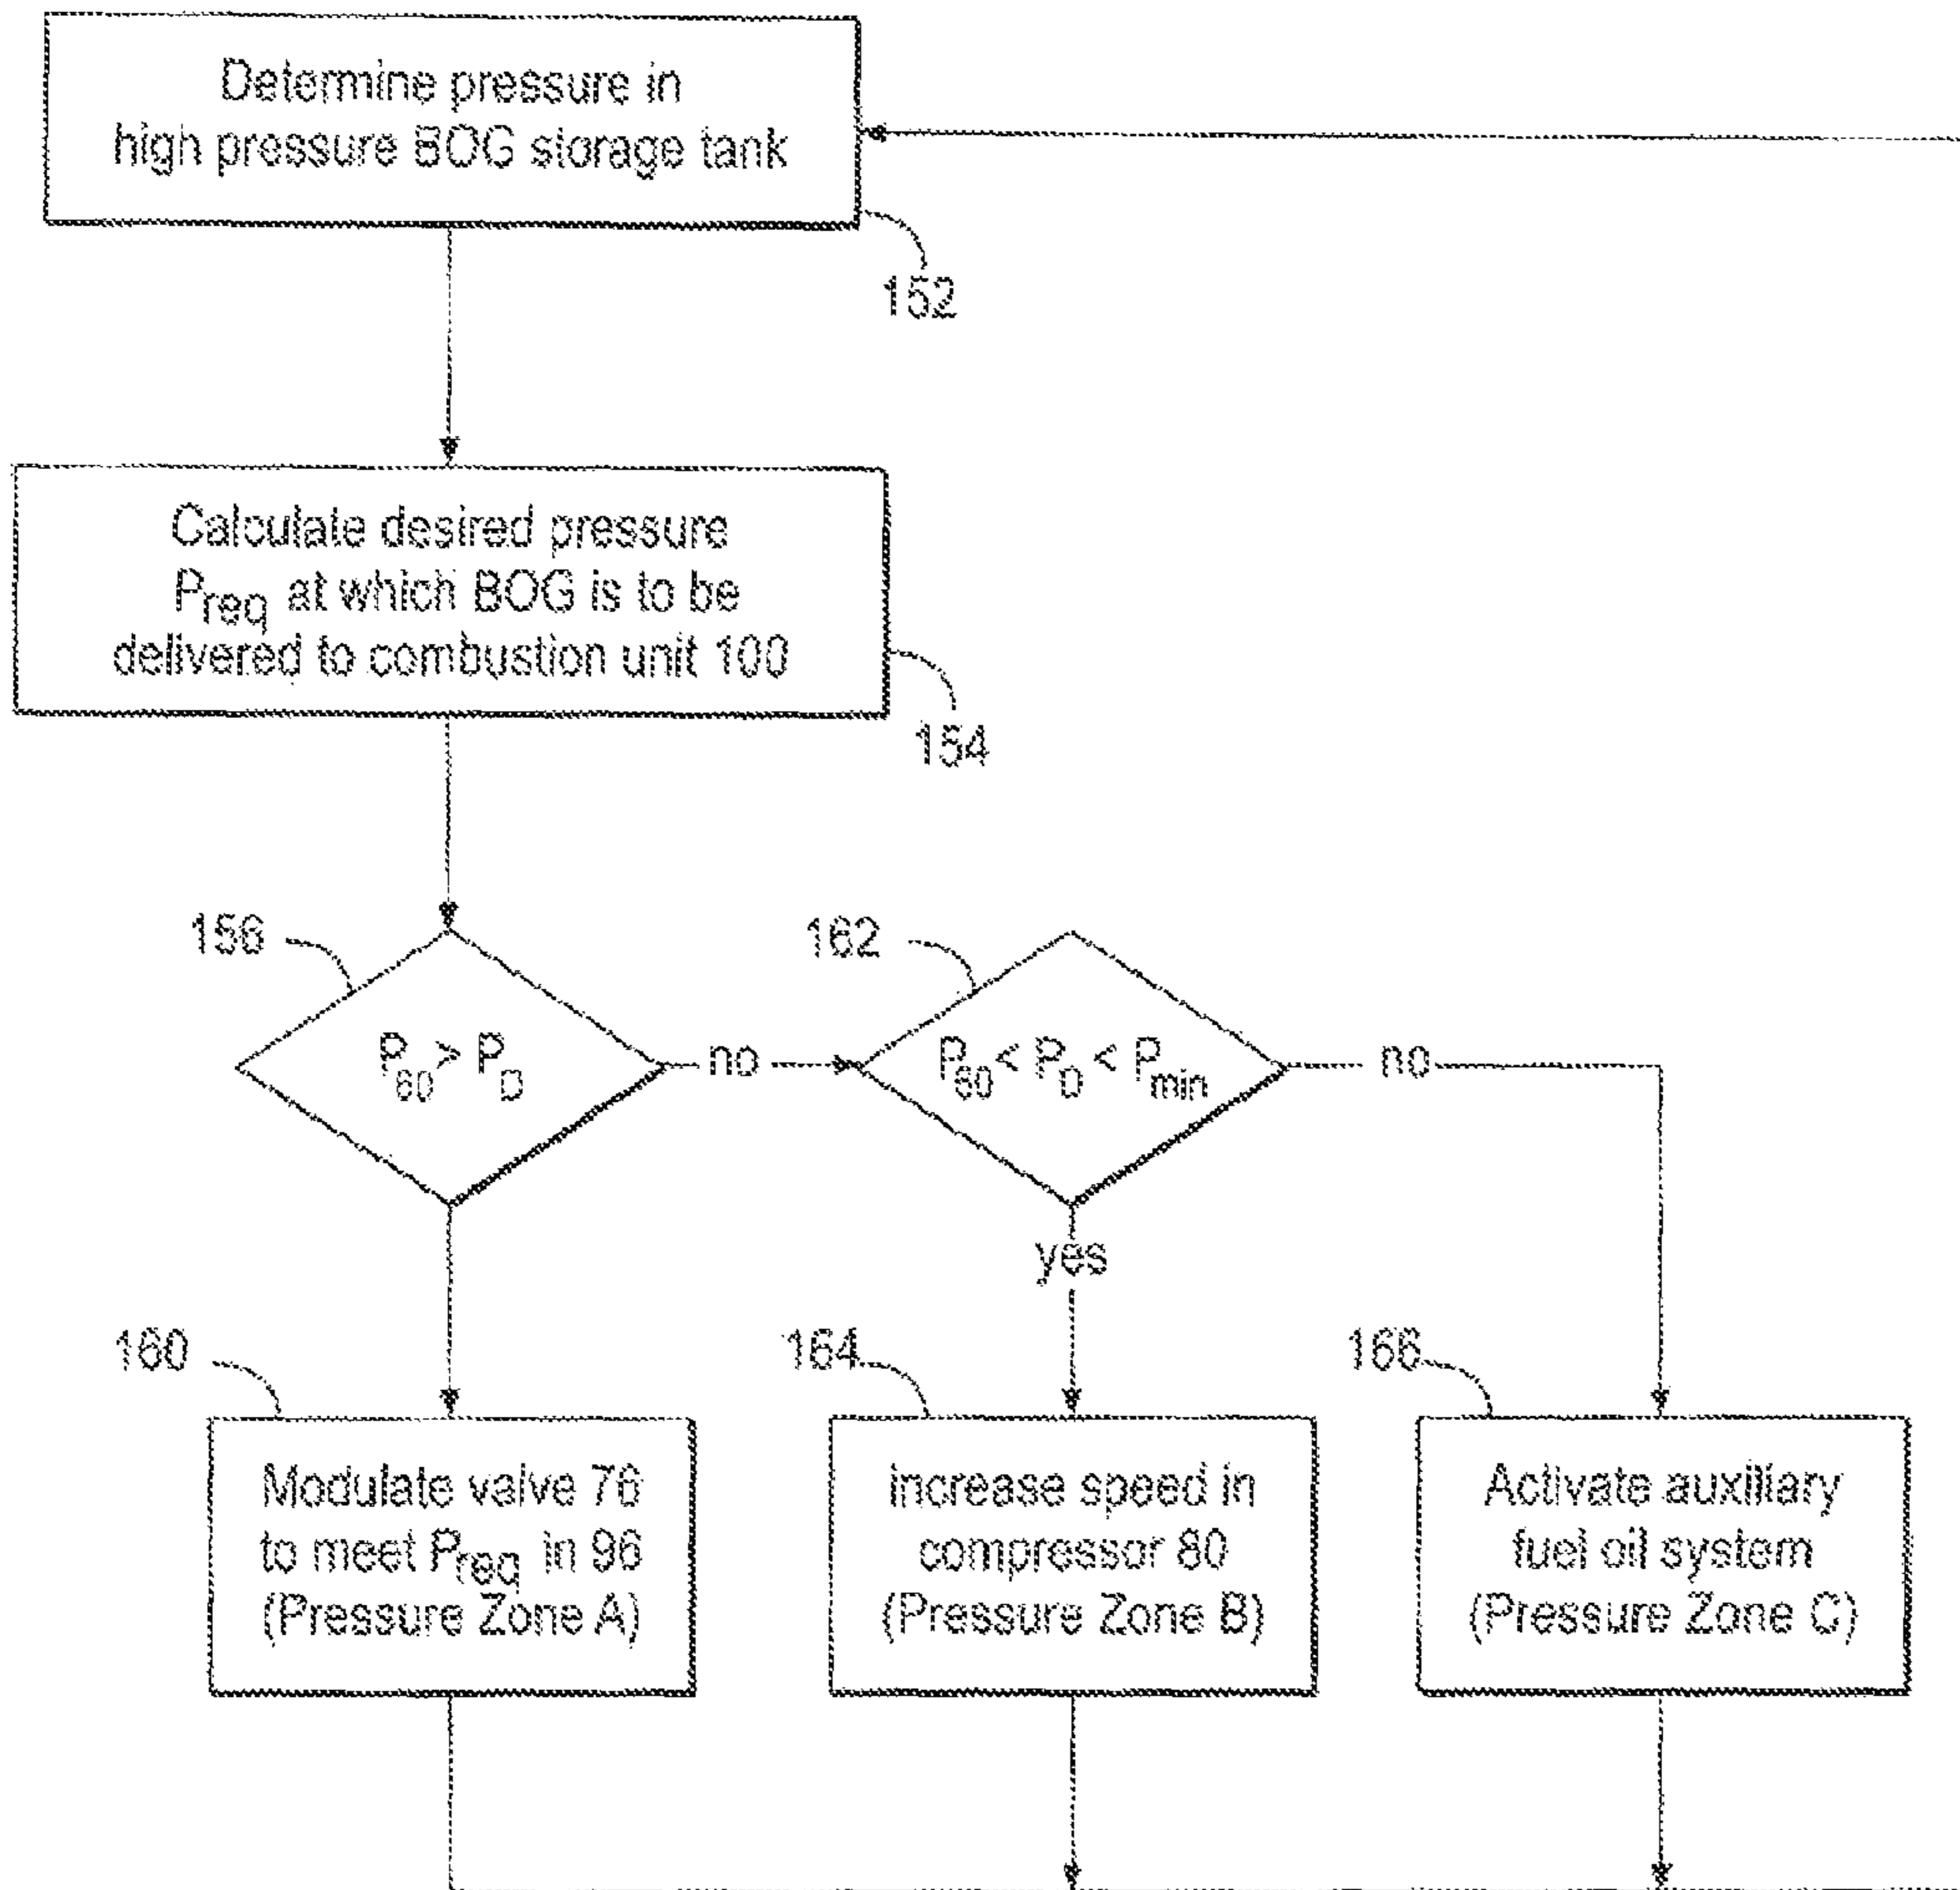 Determine pressure in
high pressure BOG storage tank
152
Calculate desired pressure
Preq at which BOG is to be
delivered to combustion unit 100
154
156
P60 > PD
no
162
P60 < PD < Pmin
no
yes
160
Modulate valve 76
to meet Preq in 96
(Pressure Zone A)
164
increase speed in
compressor 80
(Pressure Zone B)
166
Activate auxiliary
fuel oil system
(Pressure Zone C)